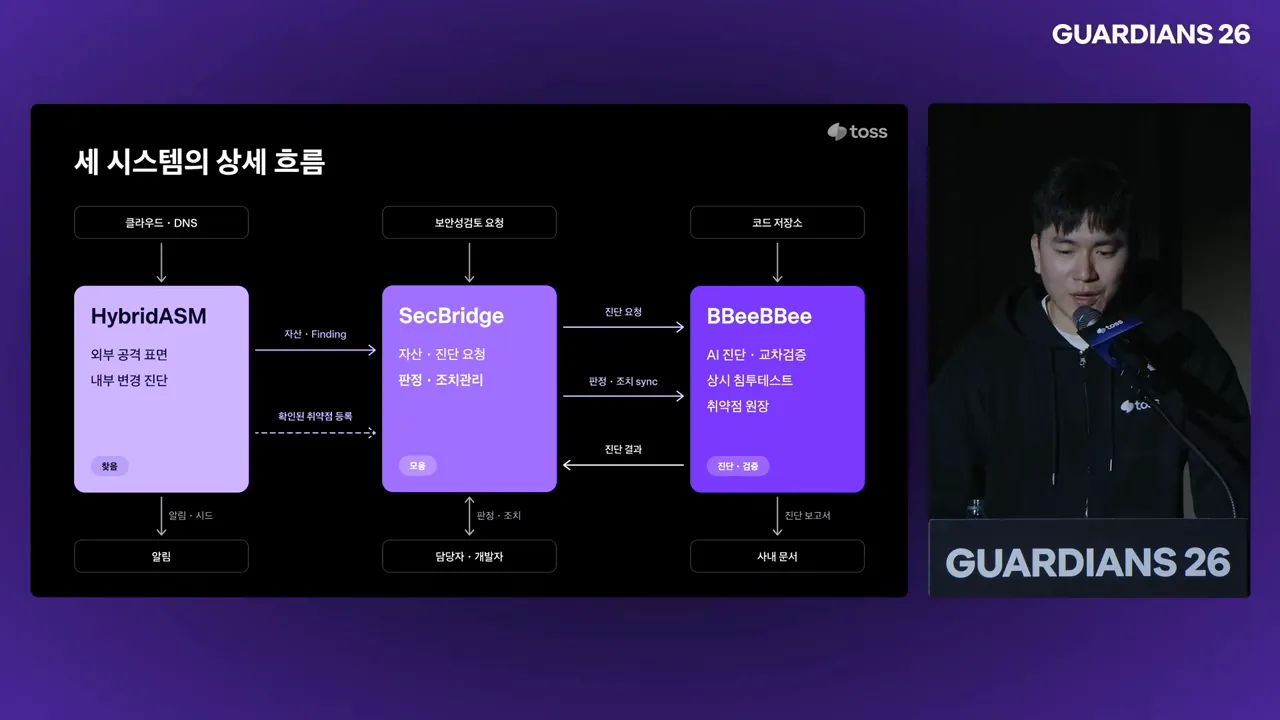 GUARDIANS 26
toss
세 시스템의 상세 흐름
클라우드 · DNS
보안성검토 요청
코드 저장소
HybridASM
외부 공격 표면
내부 변경 진단
찾음
자산 · Finding
확인된 취약점 등록
SecBridge
자산 · 진단 요청
판정 · 조치관리
모음
진단 요청
판정 · 조치 sync
진단 결과
BBeeBBee
AI 진단 · 교차검증
상시 침투테스트
취약점 원장
진단 · 검증
알림 · 시드
판정 · 조치
진단 보고서
알림
담당자 · 개발자
사내 문서
toss
toss
GUARDIANS 26